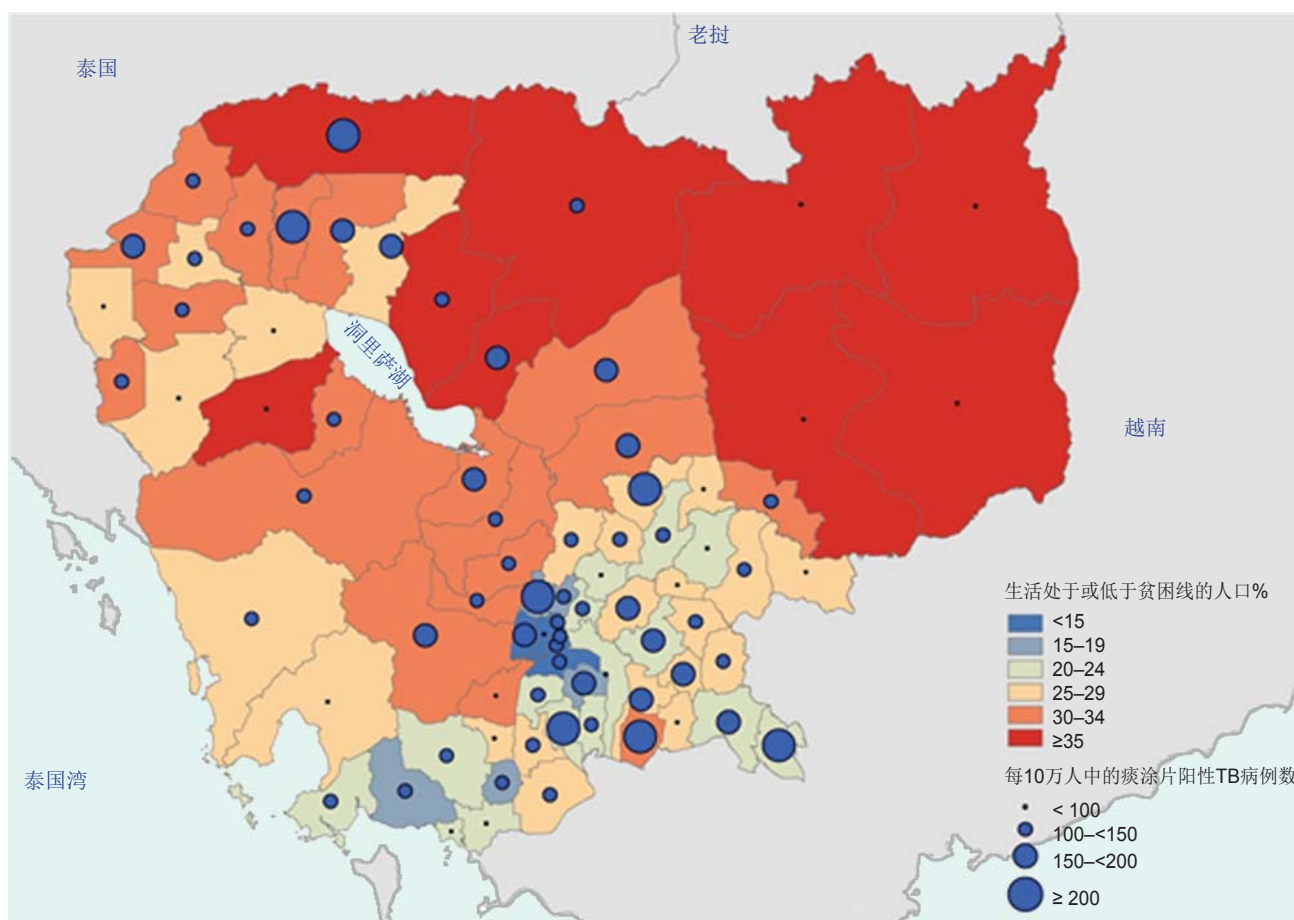 老挝
泰国
洞里萨湖
越南
泰国湾
生活处于或低于贫困线的人口%
<15
15–19
20–24
25–29
30–34
≥35
每10万人中的痰涂片阳性TB病例数
< 100
100–<150
150–<200
≥ 200